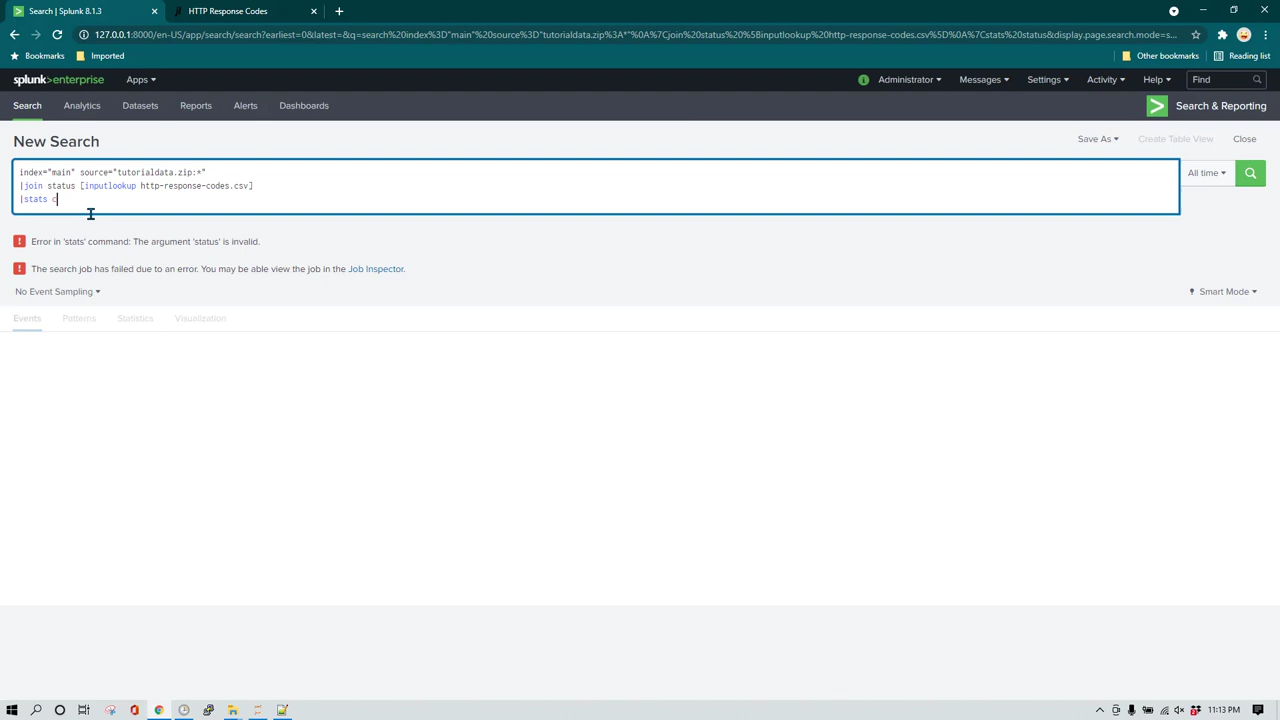 Search | Splunk 8.1.3
HTTP Response Codes
127.0.0.1:8000/en-US/app/search/search?earliest=0&latest=&q=search%20index%3D"main"%20source%3D"tutorialdata.zip%3A*"%0A%7Cjoin%20status%20%5Binputlookup%20http-response-codes.csv%5D%0A%7Cstats%20status&display.page.search.mode=s...
Bookmarks
Imported
Other bookmarks
Reading list
splunk>enterprise
Apps
Administrator
Messages
Settings
Activity
Help
Find
Search
Analytics
Datasets
Reports
Alerts
Dashboards
Search & Reporting
New Search
Save As
Create Table View
Close
index="main" source="tutorialdata.zip:*"
|join status [inputlookup http-response-codes.csv]
|stats c
All time
Error in 'stats' command: The argument 'status' is invalid.
The search job has failed due to an error. You may be able view the job in the Job Inspector.
No Event Sampling
Smart Mode
Events
Patterns
Statistics
Visualization
11:13 PM